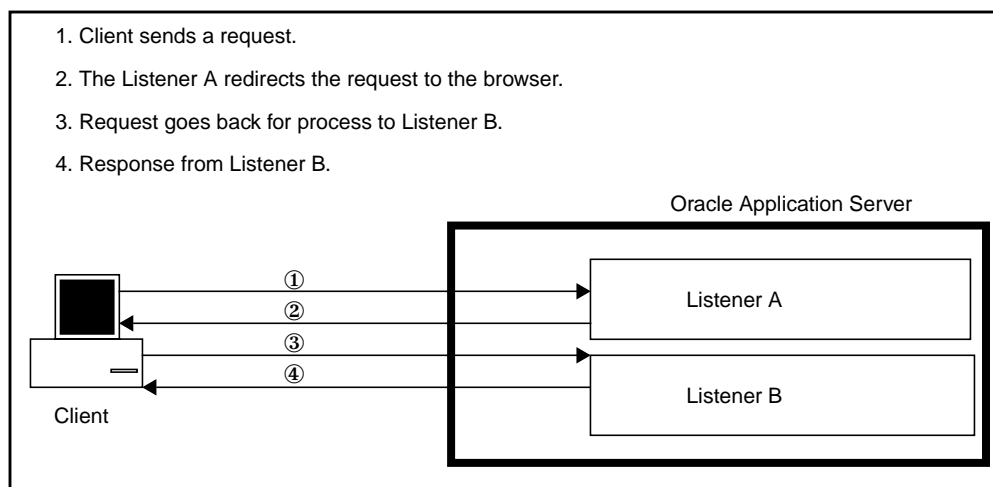 1. Client sends a request.
2. The Listener A redirects the request to the browser.
3. Request goes back for process to Listener B.
4. Response from Listener B.
Oracle Application Server
①
Listener A
②
③
④
Listener B
Client